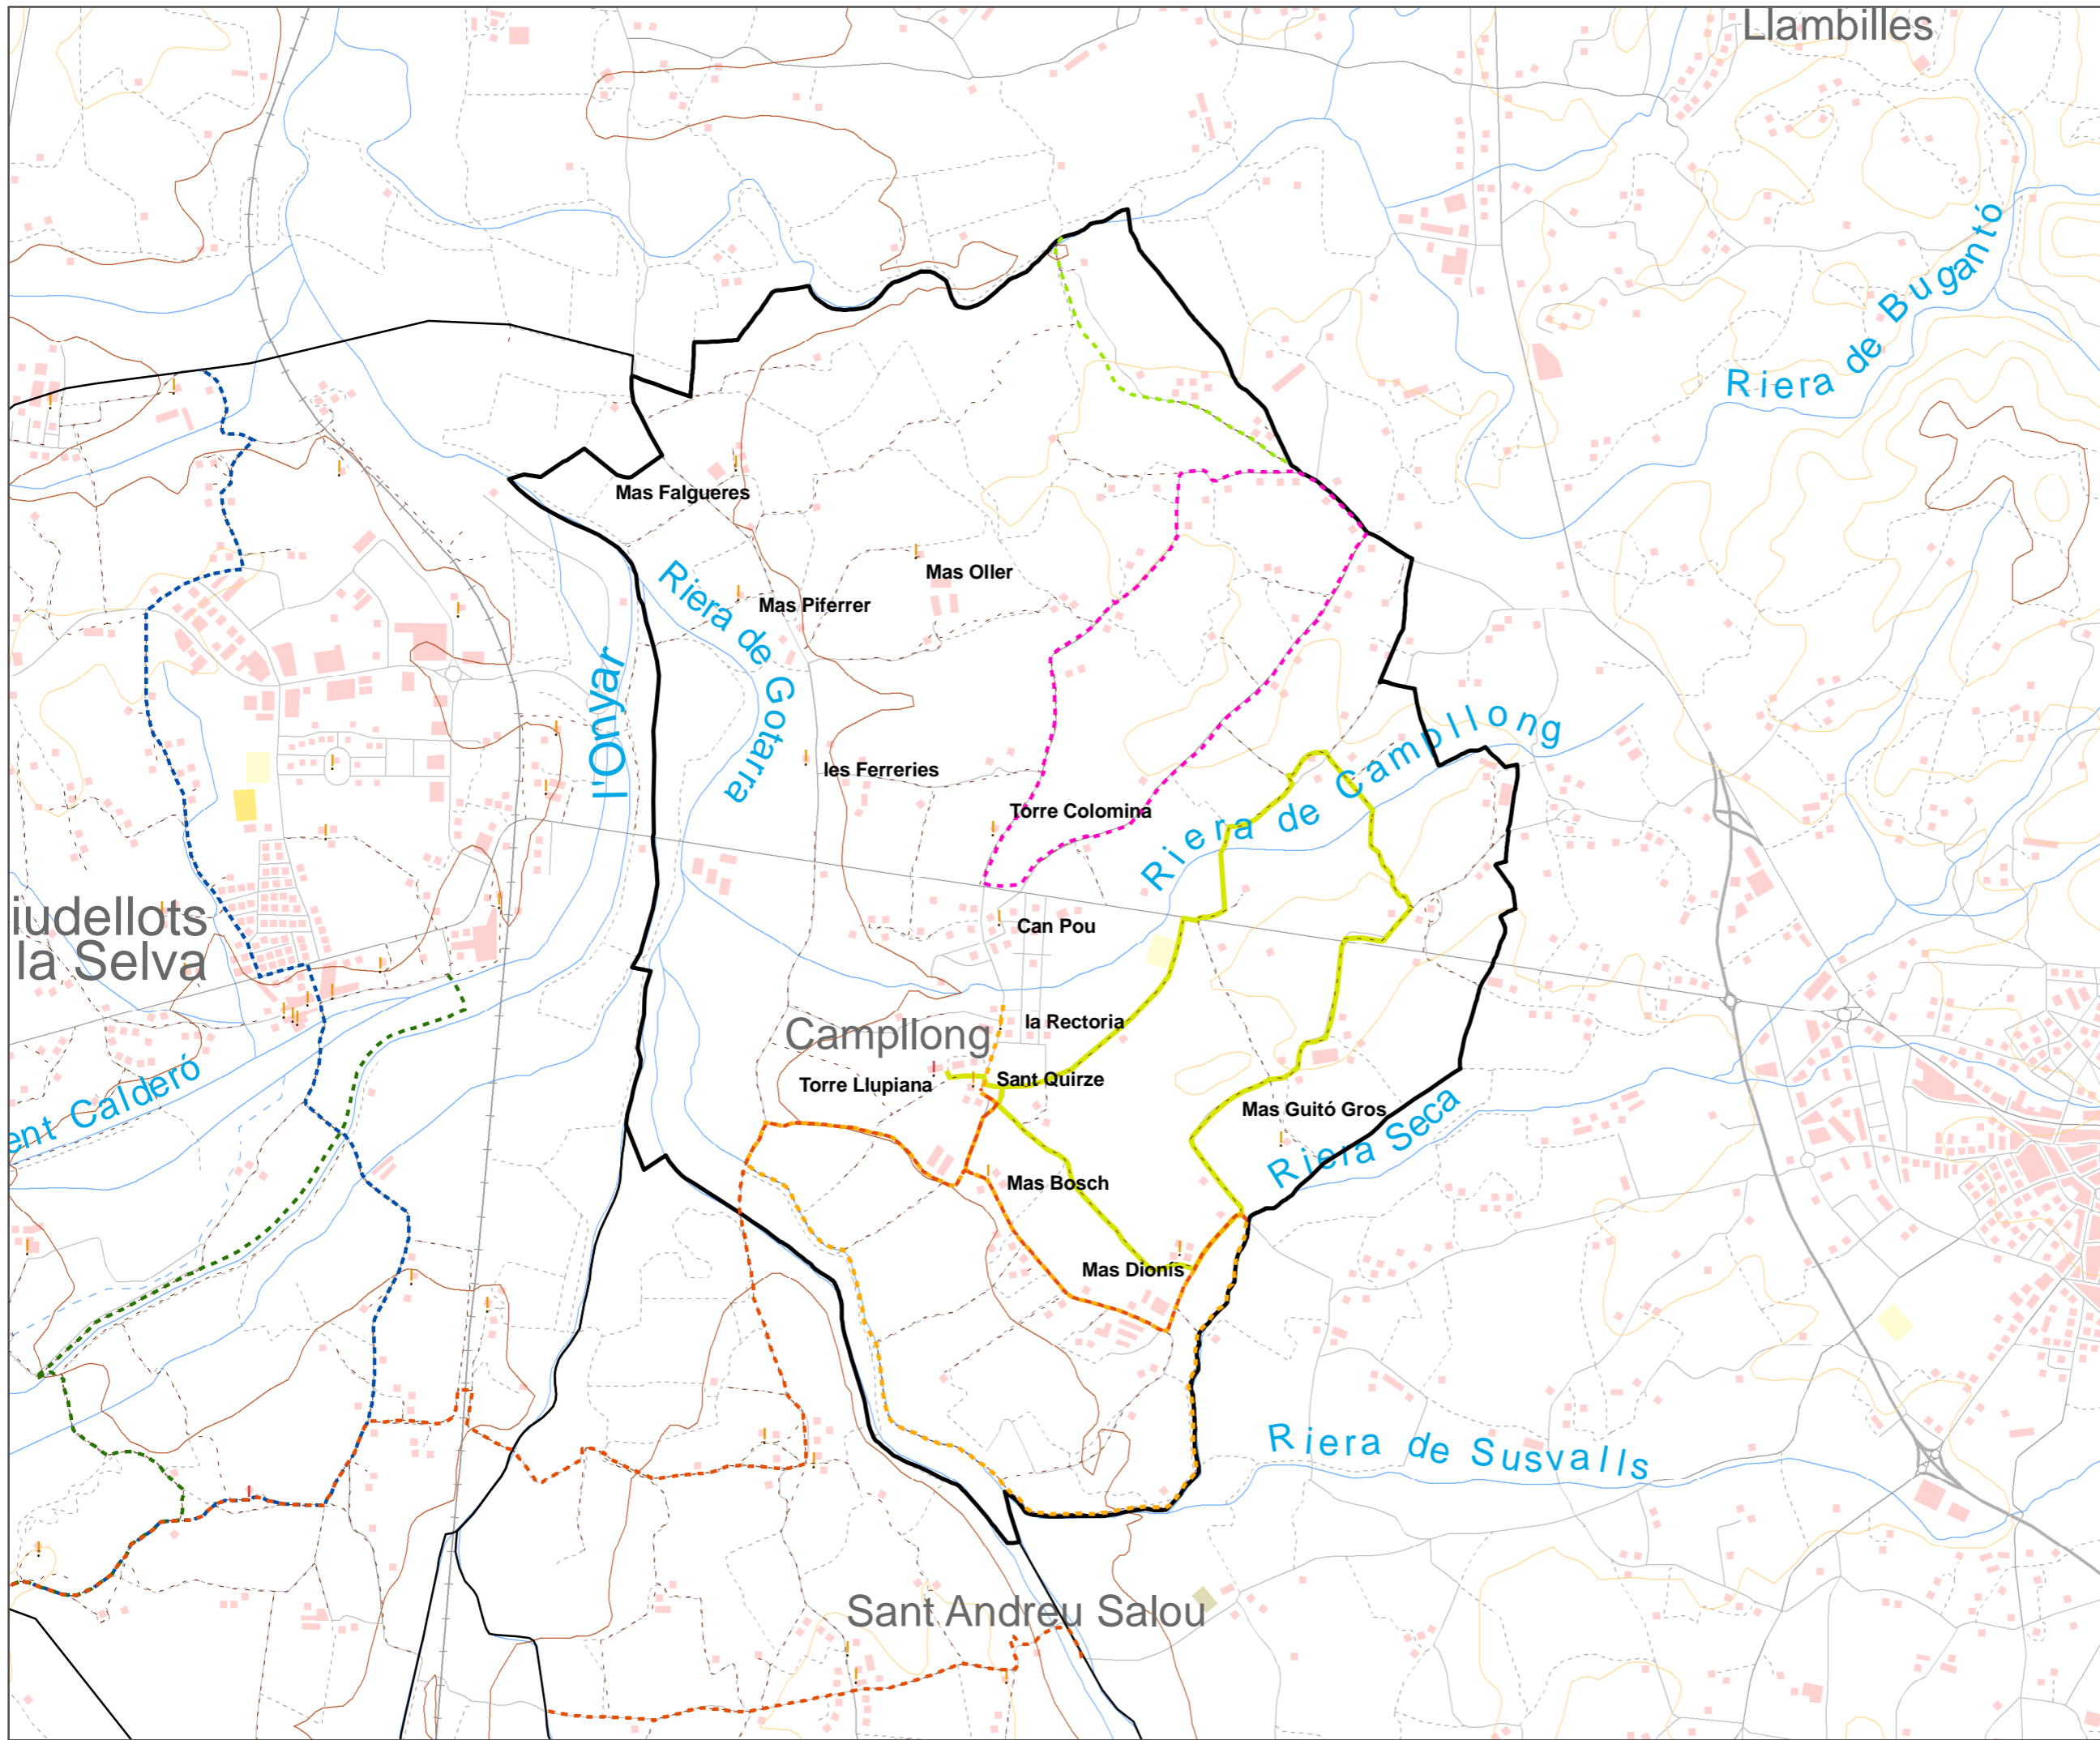 Llambilles
Riera de Bugantó
Mas Falgueres
Mas Oller
Mas Piferrer
Riera de Gotarra
l'Onyar
les Ferreries
Torre Colomina
Riera de Campllong
iudellots
la Selva
Can Pou
la Rectoria
Campllong
Torre Llupiana
Sant Quirze
Mas Guitó Gros
ent Calderó
Riera Seca
Mas Bosch
Mas Dionís
Riera de Susvalls
Sant Andreu Salou